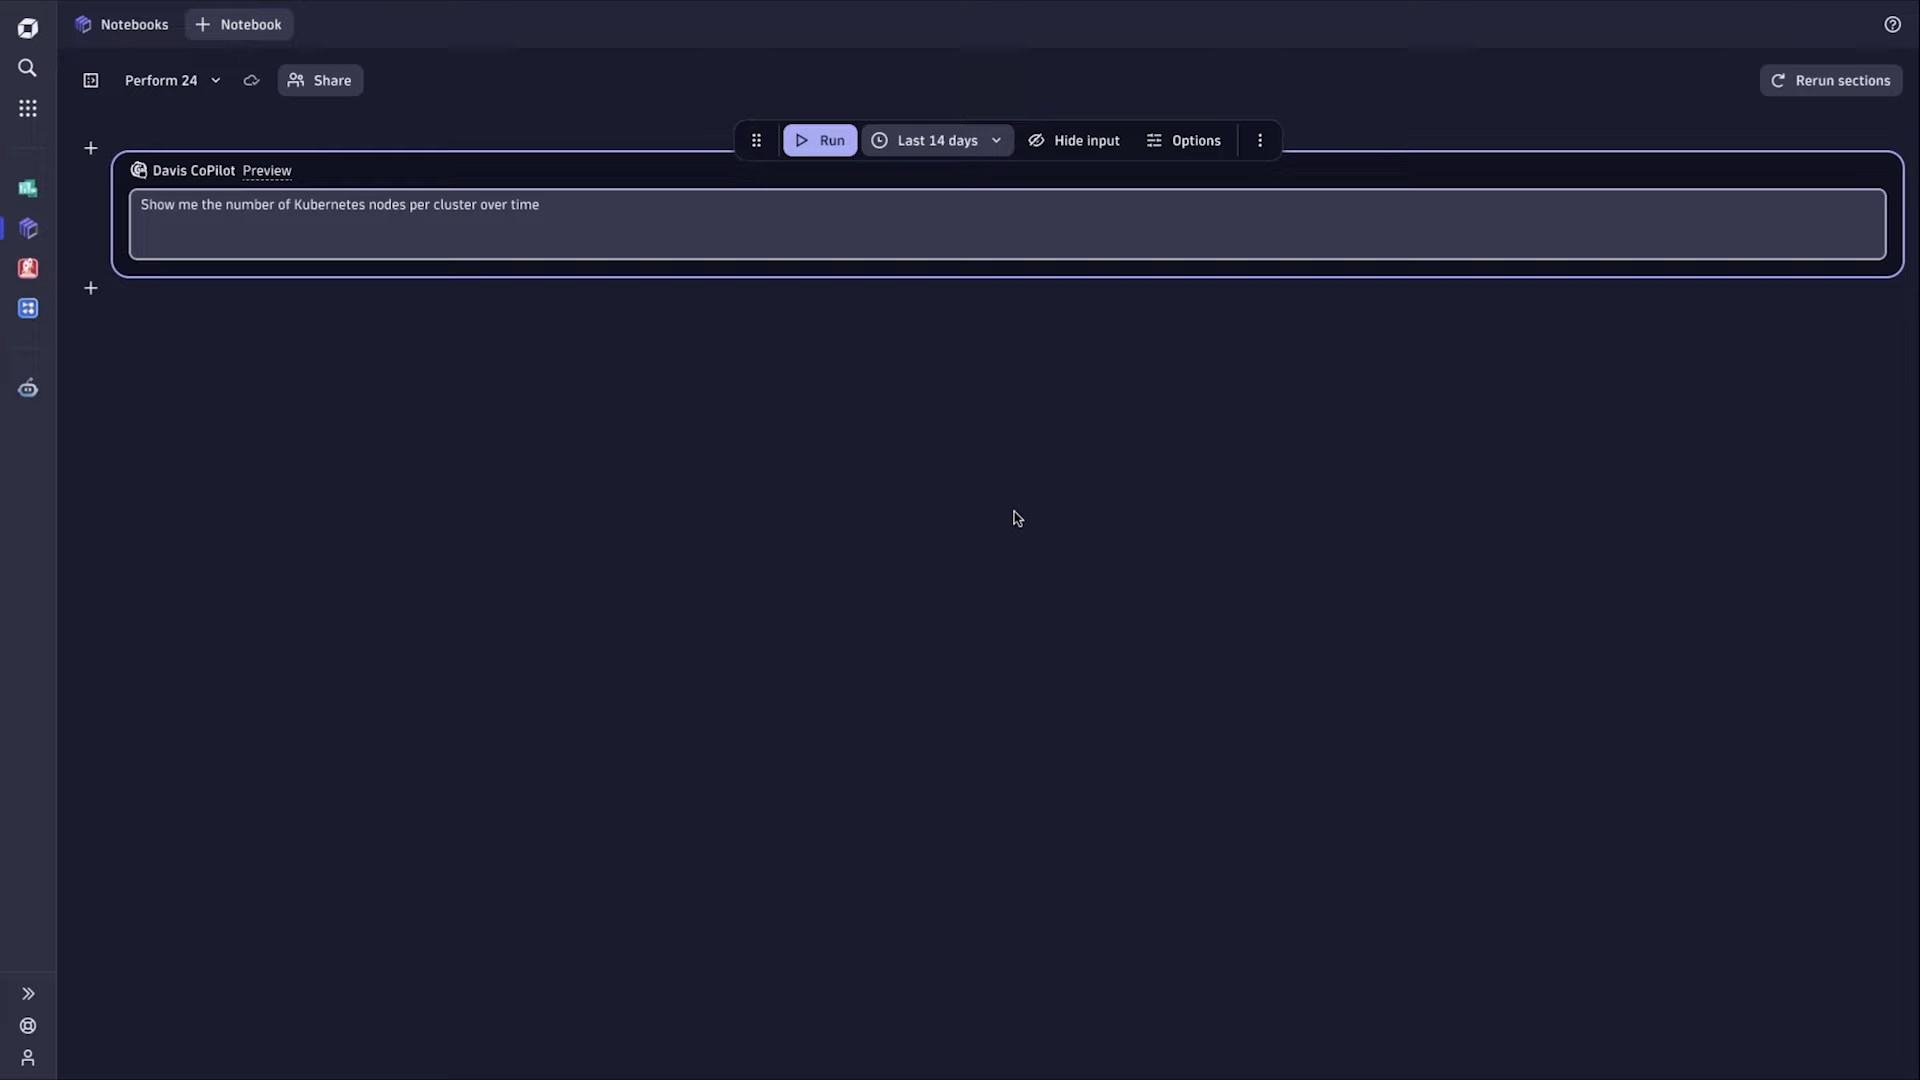 Notebooks
Notebook
Perform 24
Share
Rerun sections
Run
Last 14 days
Hide input
Options
Davis CoPilot Preview
Show me the number of Kubernetes nodes per cluster over time